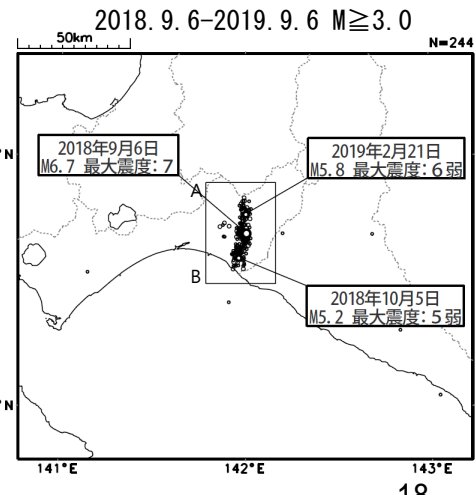 2018.9.6-2019.9.6 M≧3.0
50km
N=244
°N
2018年9月6日
M6.7 最大震度:7
2019年2月21日
M5.8 最大震度:6弱
A
B
2018年10月5日
M5.2 最大震度:5弱
°N
141°E
142°E
143°E